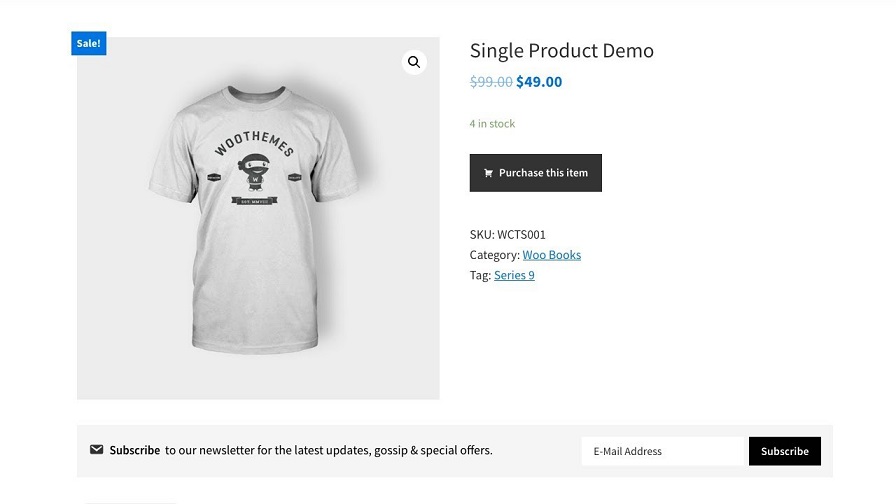 Sale!
Single Product Demo
$99.00 $49.00
4 in stock
WOOTHEMES
W
EST. MMVIII
Purchase this item
SKU: WCTS001
Category: Woo Books
Tag: Series 9
Subscribe to our newsletter for the latest updates, gossip & special offers.
E-Mail Address
Subscribe